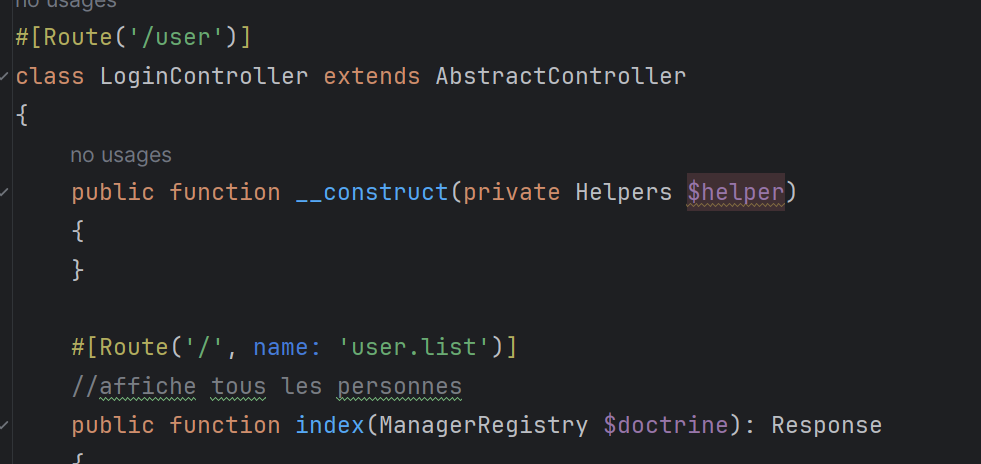 no usages
#[Route('/user')]
class LoginController extends AbstractController
{
no usages
public function __construct(private Helpers $helper)
{
}
#[Route('/', name: 'user.list')]
//affiche tous les personnes
public function index(ManagerRegistry $doctrine): Response
{